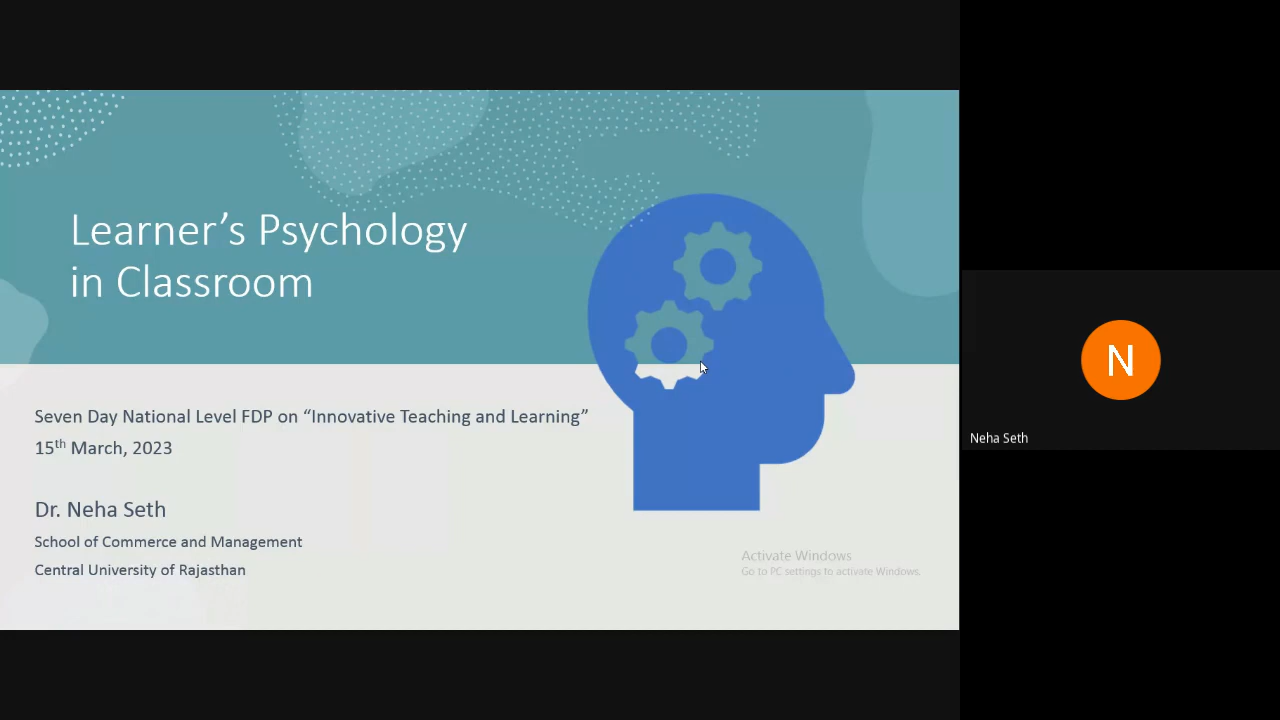 Learner’s Psychology
in Classroom
Seven Day National Level FDP on “Innovative Teaching and Learning”
15th March, 2023
Dr. Neha Seth
School of Commerce and Management
Central University of Rajasthan
Activate Windows
Go to PC settings to activate Windows.
N
Neha Seth